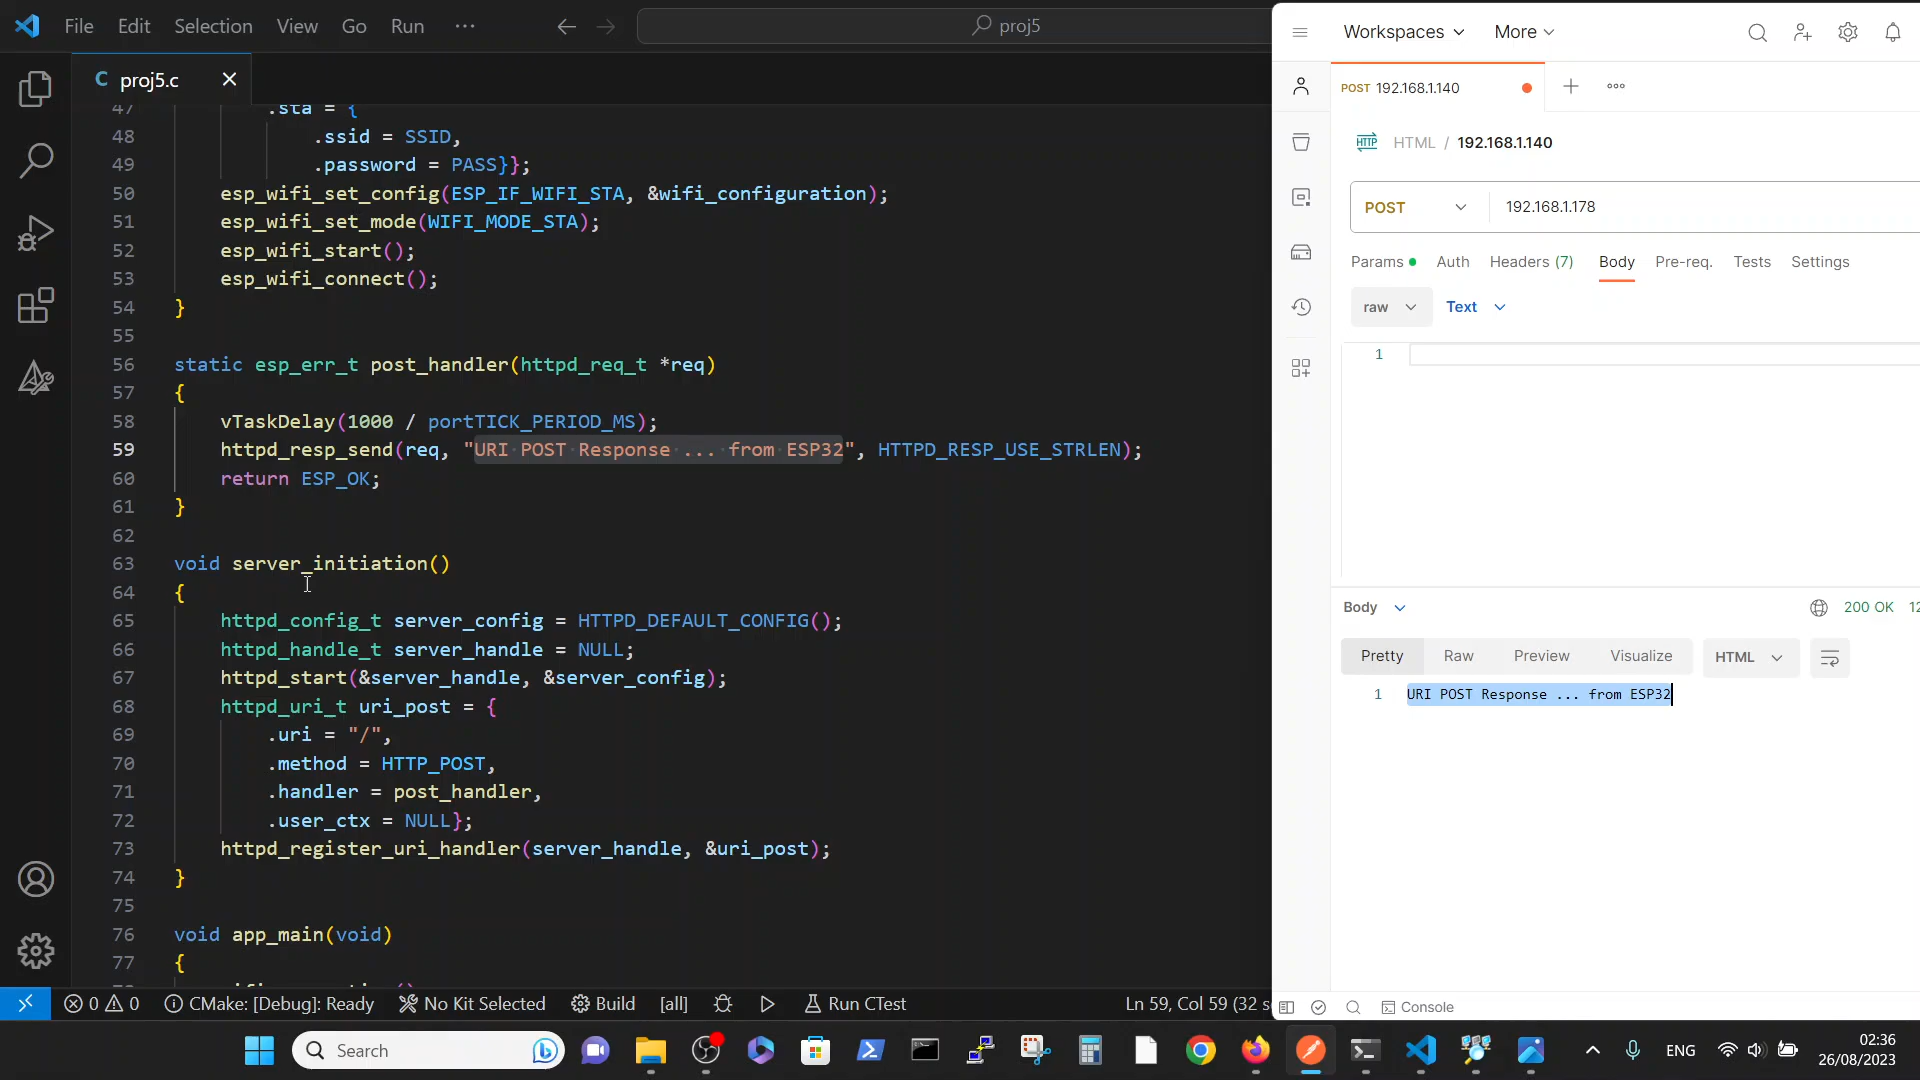 File Edit Selection View Go Run ··· proj5
C proj5.c
47 .sta = {
48 .ssid = SSID,
49 .password = PASS}};
50 esp_wifi_set_config(ESP_IF_WIFI_STA, &wifi_configuration);
51 esp_wifi_set_mode(WIFI_MODE_STA);
52 esp_wifi_start();
53 esp_wifi_connect();
54 }
55
56 static esp_err_t post_handler(httpd_req_t *req)
57 {
58 vTaskDelay(1000 / portTICK_PERIOD_MS);
59 httpd_resp_send(req, "URI POST Response ... from ESP32", HTTPD_RESP_USE_STRLEN);
60 return ESP_OK;
61 }
62
63 void server_initiation()
64 {
65 httpd_config_t server_config = HTTPD_DEFAULT_CONFIG();
66 httpd_handle_t server_handle = NULL;
67 httpd_start(&server_handle, &server_config);
68 httpd_uri_t uri_post = {
69 .uri = "/",
70 .method = HTTP_POST,
71 .handler = post_handler,
72 .user_ctx = NULL};
73 httpd_register_uri_handler(server_handle, &uri_post);
74 }
75
76 void app_main(void)
77 {
0 0 CMake: [Debug]: Ready No Kit Selected Build [all] Run CTest Ln 59, Col 59 (32 s
Workspaces More
POST 192.168.1.140
HTTP HTML / 192.168.1.140
POST 192.168.1.178
Params Auth Headers (7) Body Pre-req. Tests Settings
raw Text
1
Body 200 OK 12
Pretty Raw Preview Visualize HTML
1 URI POST Response ... from ESP32
Console
Search ENG 02:36
26/08/2023